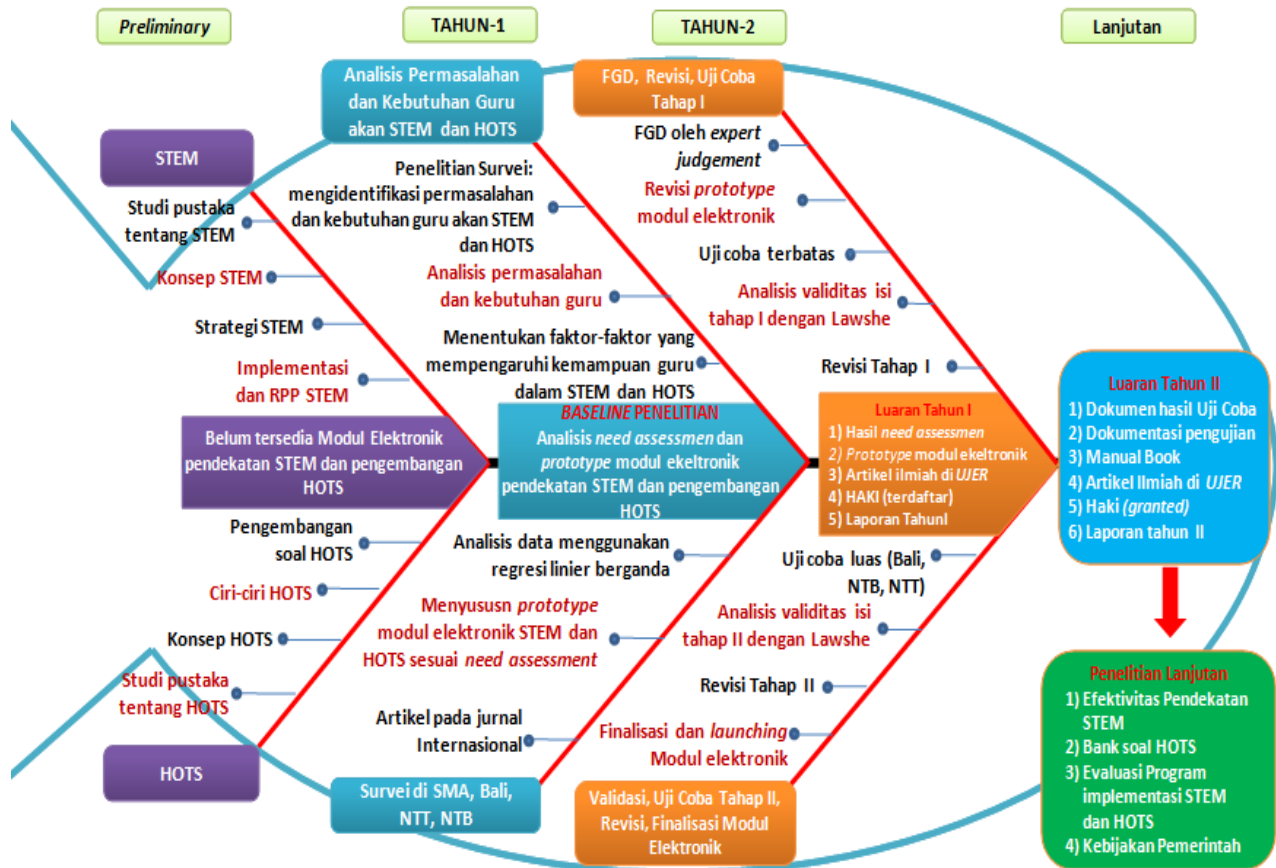 Preliminary
TAHUN-1
TAHUN-2
Lanjutan
STEM
Studi pustaka
tentang STEM
Konsep STEM
Strategi STEM
Implementasi
dan RPP STEM
Belum tersedia Modul Elektronik
pendekatan STEM dan pengembangan
HOTS
Pengembangan
soal HOTS
Ciri-ciri HOTS
Konsep HOTS
Studi pustaka
tentang HOTS
HOTS
Analisis Permasalahan
dan Kebutuhan Guru
akan STEM dan HOTS
Penelitian Survei:
mengidentifikasi permasalahan
dan kebutuhan guru akan STEM
dan HOTS
Analisis permasalahan
dan kebutuhan guru
Menentukan faktor-faktor yang
mempengaruhi kemampuan guru
dalam STEM dan HOTS
BASELINE PENELITIAN
Analisis need assessmen dan
prototype modul ekeltronik
pendekatan STEM dan pengembangan
HOTS
Analisis data menggunakan
regresi linier berganda
Menyususn prototype
modul elektronik STEM dan
HOTS sesuai need assessment
Artikel pada jurnal
Internasional
Survei di SMA, Bali,
NTT, NTB
FGD, Revisi, Uji Coba
Tahap I
FGD oleh expert
judgement
Revisi prototype
modul elektronik
Uji coba terbatas
Analisis validitas isi
tahap I dengan Lawshe
Revisi Tahap I
Luaran Tahun I
1) Hasil need assessmen
2) Prototype modul ekeltronik
3) Artikel ilmiah di UJER
4) HAKI (terdaftar)
5) Laporan TahunI
Uji coba luas (Bali,
NTB, NTT)
Analisis validitas isi
tahap II dengan Lawshe
Revisi Tahap II
Finalisasi dan launching
Modul elektronik
Validasi, Uji Coba Tahap II,
Revisi, Finalisasi Modul
Elektronik
Luaran Tahun II
1) Dokumen hasil Uji Coba
2) Dokumentasi pengujian
3) Manual Book
4) Artikel Ilmiah di UJER
5) Haki (granted)
6) Laporan tahun II
Penelitian Lanjutan
1) Efektivitas Pendekatan
STEM
2) Bank soal HOTS
3) Evaluasi Program
implementasi STEM
dan HOTS
4) Kebijakan Pemerintah